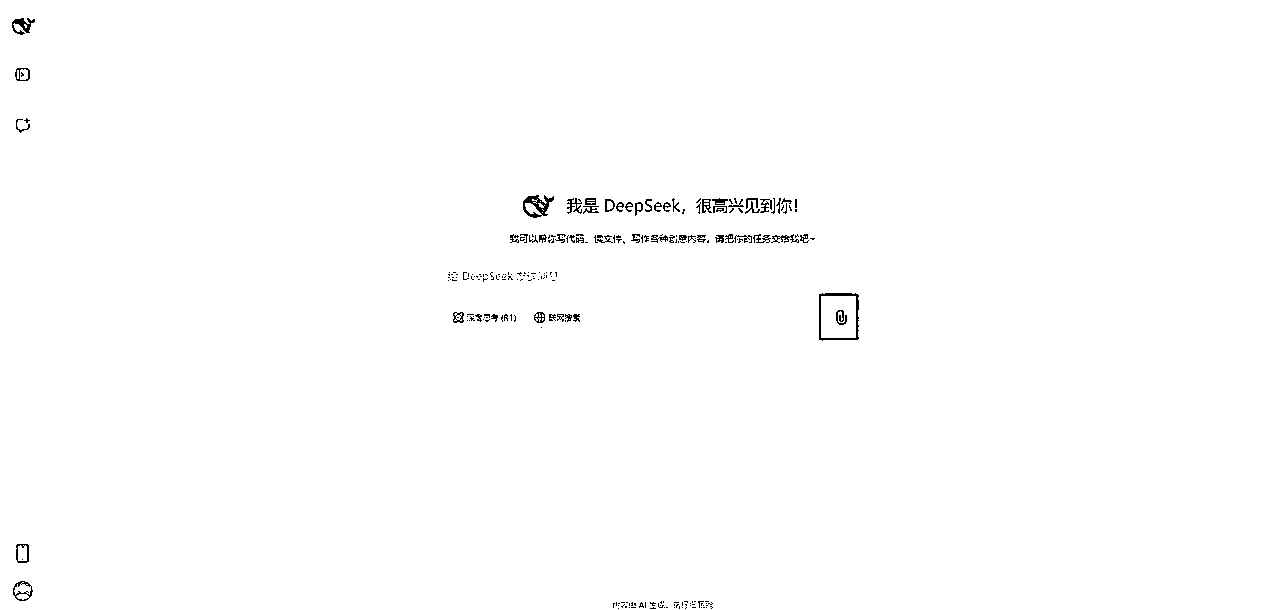 我是 DeepSeek，很高兴见到你！
我可以帮你写代码、读文件、写作各种创意内容，请把你的任务交给我吧~
给 DeepSeek 发送消息
深度思考 (R1) 联网搜索
内容由 AI 生成，请仔细甄别